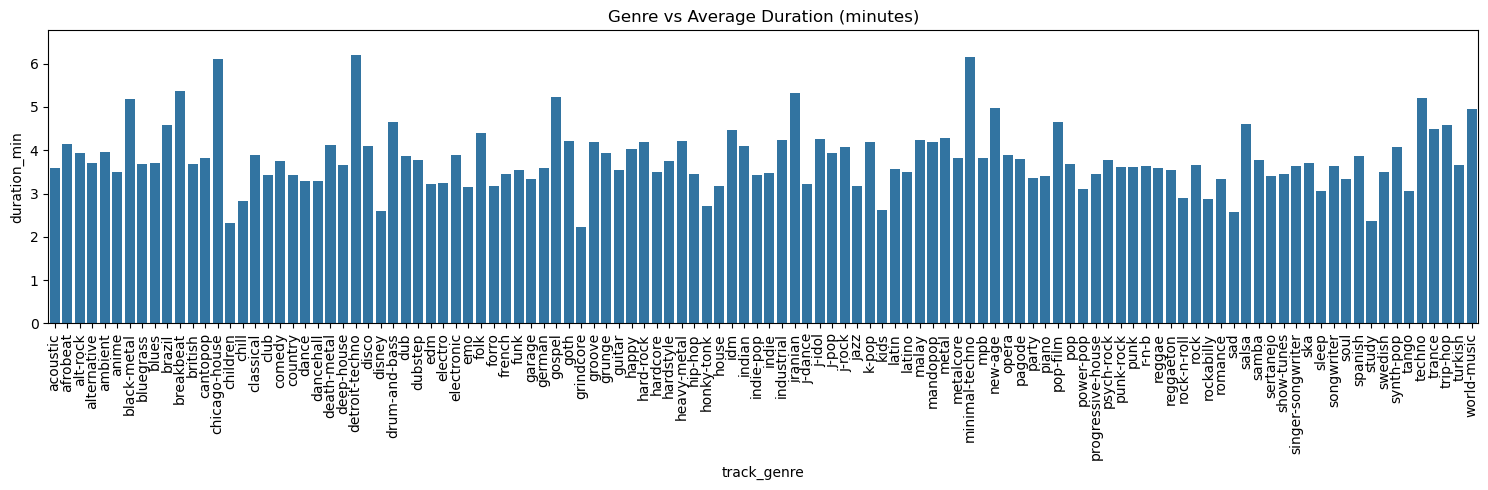 Genre vs Average Duration (minutes)
duration_min
6
5
4
3
2
1
0
acoustic
afrobeat
alt-rock
alternative
ambient
anime
black-metal
bluegrass
blues
brazil
breakbeat
british
cantopop
chicago-house
children
chill
classical
club
comedy
country
dance
dancehall
death-metal
deep-house
detroit-techno
disco
disney
drum-and-bass
dub
dubstep
edm
electro
electronic
emo
folk
forro
french
funk
garage
german
gospel
goth
grindcore
groove
grunge
guitar
happy
hard-rock
hardcore
hardstyle
heavy-metal
hip-hop
honky-tonk
house
idm
indian
indie-pop
indie
industrial
iranian
j-dance
j-idol
j-pop
j-rock
jazz
k-pop
kids
latin
latino
malay
mandopop
metal
metalcore
minimal-techno
mpb
new-age
opera
pagode
party
piano
pop-film
pop
power-pop
progressive-house
psych-rock
punk-rock
punk
r-n-b
reggae
reggaeton
rock-n-roll
rock
rockabilly
romance
sad
salsa
samba
sertanejo
show-tunes
singer-songwriter
ska
sleep
songwriter
soul
spanish
study
swedish
synth-pop
tango
techno
trance
trip-hop
turkish
world-music
track_genre